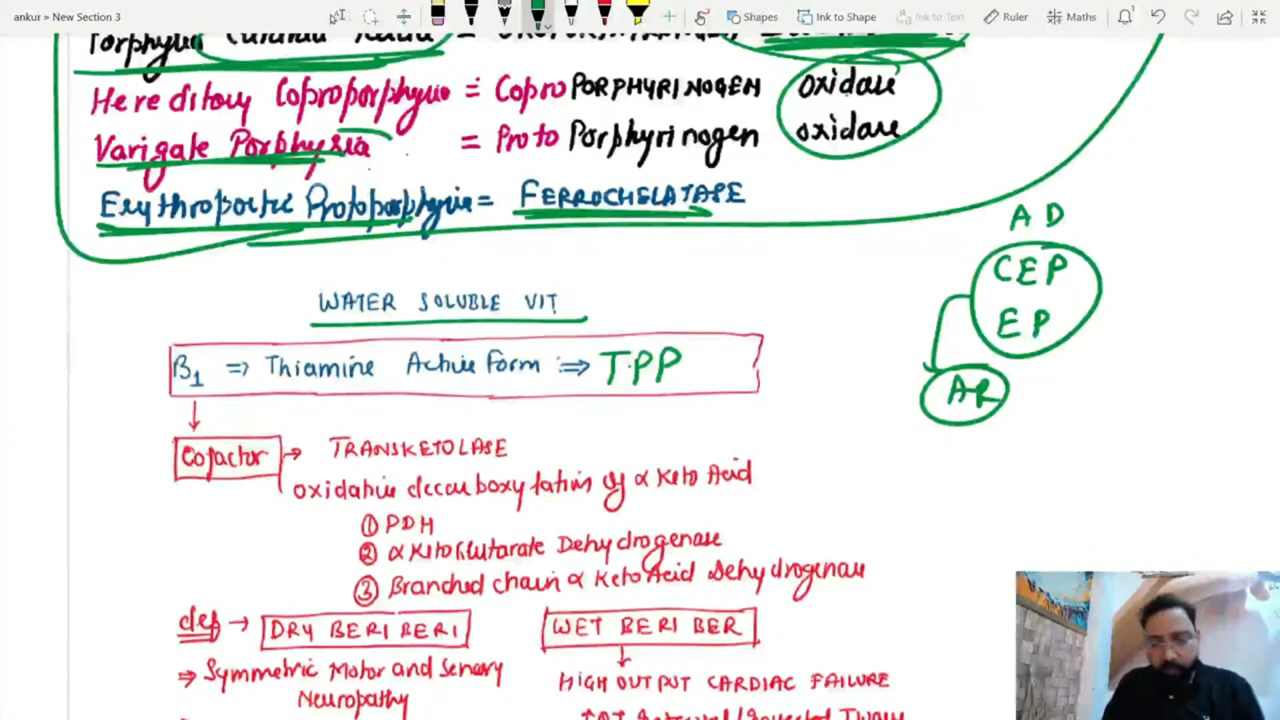 ankur > New Section 3
Shapes
Ink to Shape
Ink to Text
Ruler
Maths
Hereditary Coproporphyria = Copro PORPHYRINOGEN oxidase
Varigate Porphyria = Proto Porphyrinogen oxidase
Erythropoetic Protoporphyria = FERROCHELATASE
AD
CEP
EP
AR
WATER SOLUBLE VIT
B1 => Thiamine Active Form => TPP
Cofactor → TRANSKETOLASE
oxidative decarboxylation of α Keto Acid
① PDH
② α KetoGlutarate Dehydrogenase
③ Branched chain α Keto Acid Dehydrogenase
def → DRY BERI BERI WET BERI BER
⇒ Symmetric Motor and Sensory
Neuropathy
HIGH OUTPUT CARDIAC FAILURE